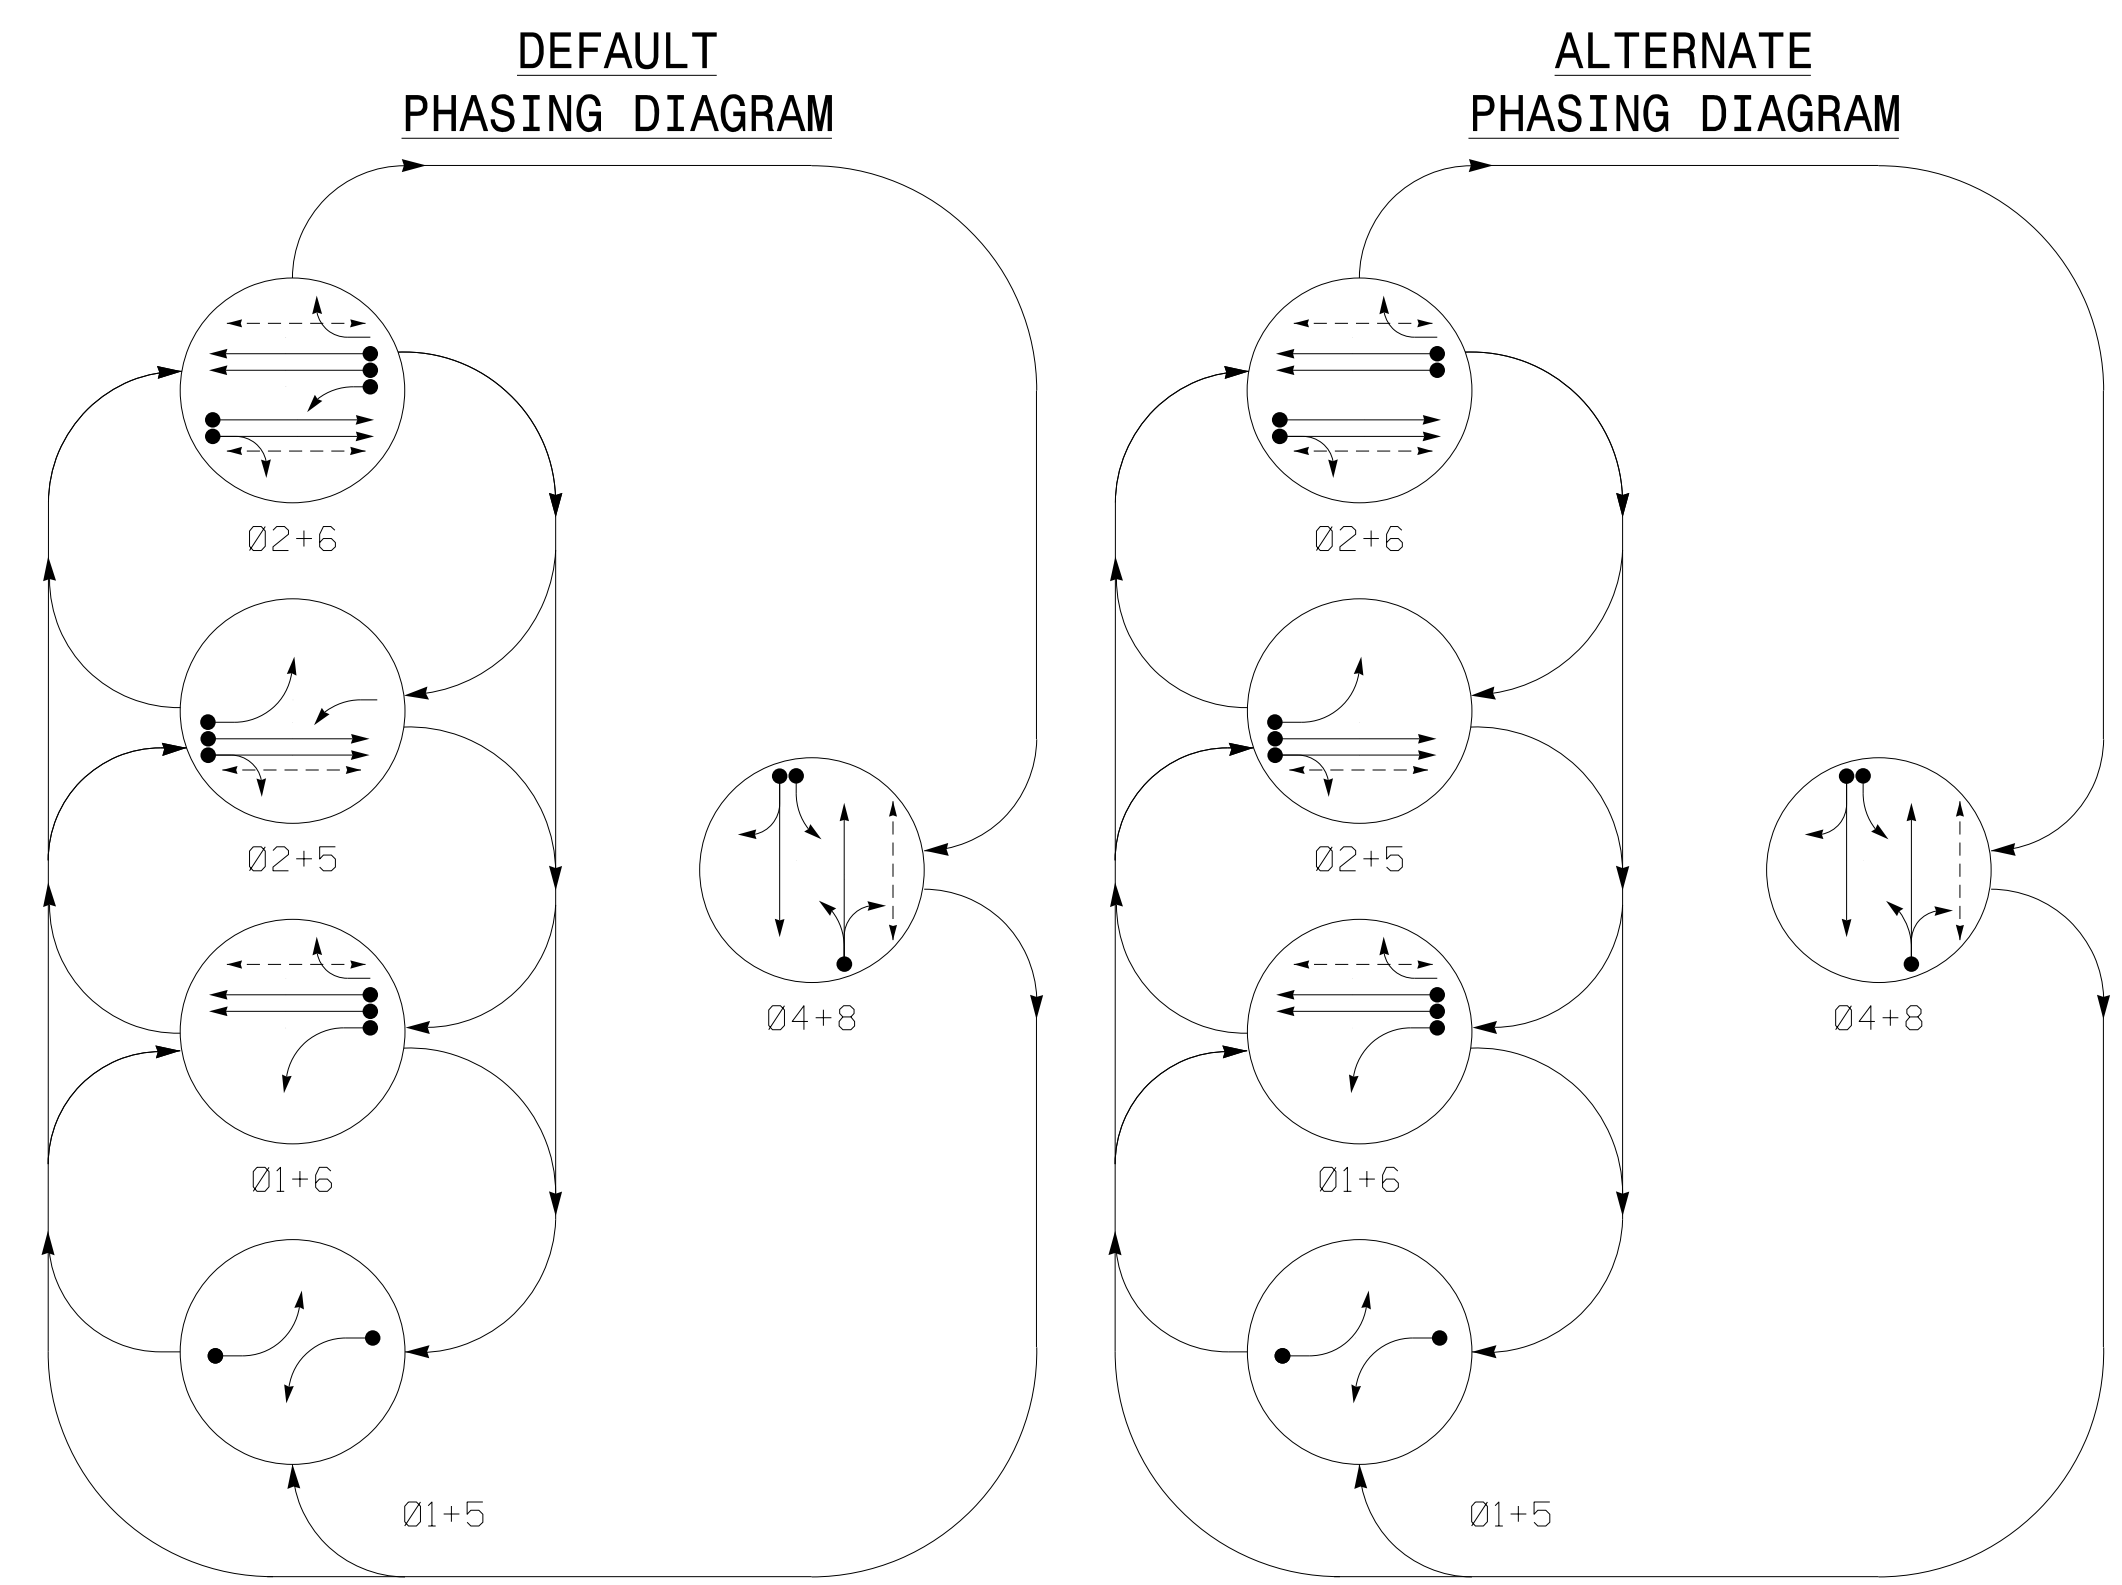 DEFAULT
PHASING DIAGRAM
Ø2+6
Ø2+5
Ø1+6
Ø4+8
Ø1+5
ALTERNATE
PHASING DIAGRAM
Ø2+6
Ø2+5
Ø1+6
Ø4+8
Ø1+5